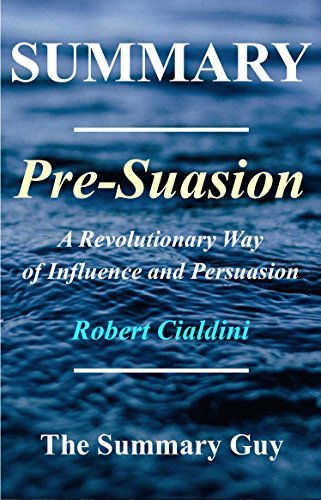 SUMMARY
Pre-Suasion
A Revolutionary Way
of Influence and Persuasion
Robert Cialdini
The Summary Guy